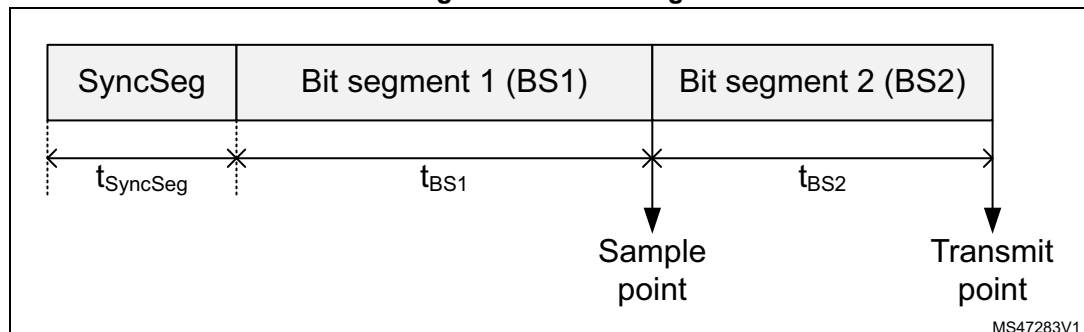 SyncSeg Bit segment 1 (BS1) Bit segment 2 (BS2)
tSyncSeg tBS1 tBS2
Sample point
Transmit point
MS47283V1